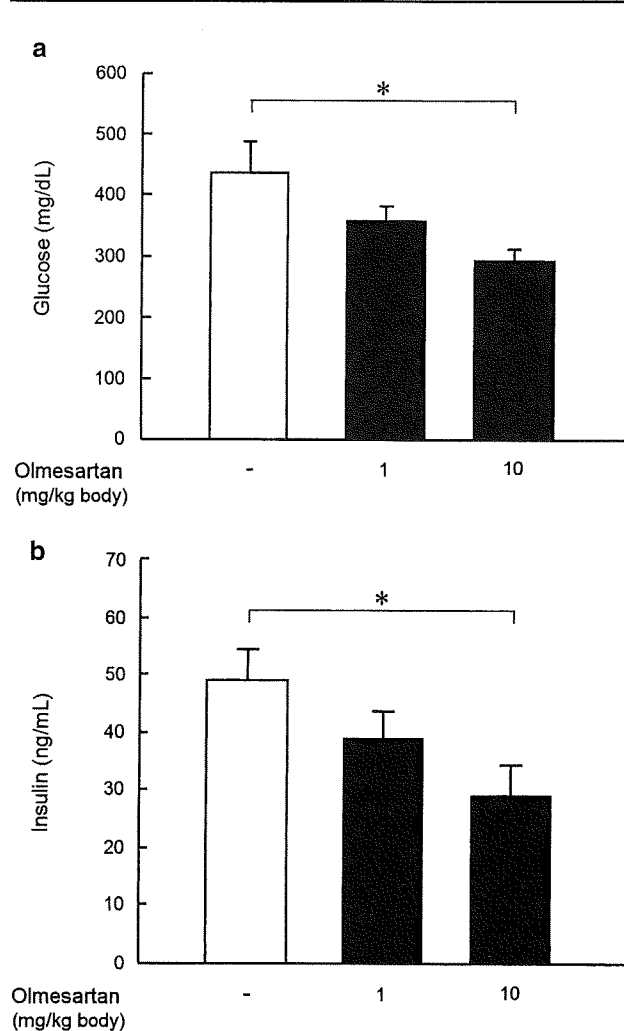 a
600
500
400
300
200
100
0
Glucose (mg/dL)
*
Olmesartan
(mg/kg body)
- 1 10
b
70
60
50
40
30
20
10
0
Insulin (ng/mL)
*
Olmesartan
(mg/kg body)
- 1 10